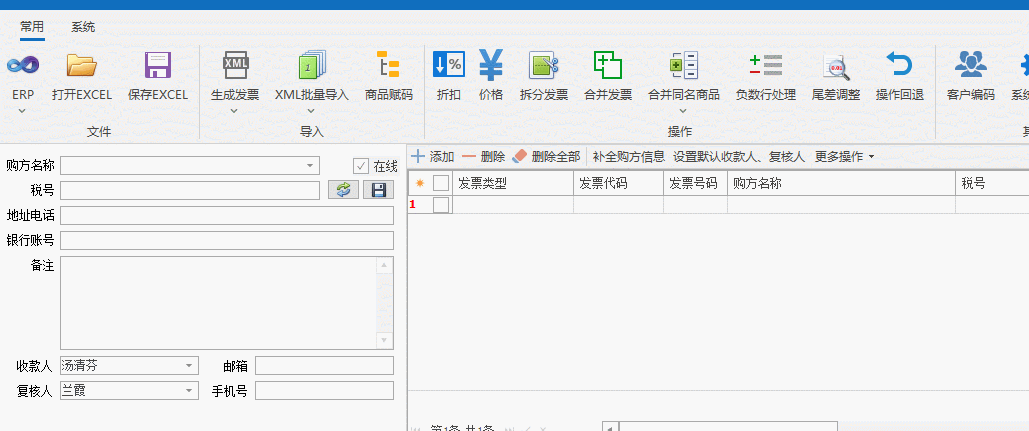 常用 系统
ERP 打开EXCEL 保存EXCEL 生成发票 XML批量导入 商品赋码 折扣 价格 拆分发票 合并发票 合并同名商品 负数行处理 尾差调整 操作回退 客户编码
文件 导入 操作
购方名称 在线
税号
地址电话
银行账号
备注
收款人 汤清芬 邮箱
复核人 兰霞 手机号
添加 删除 删除全部 补全购方信息 设置默认收款人、复核人 更多操作
发票类型 发票代码 发票号码 购方名称 税号
1
第1条 共1条